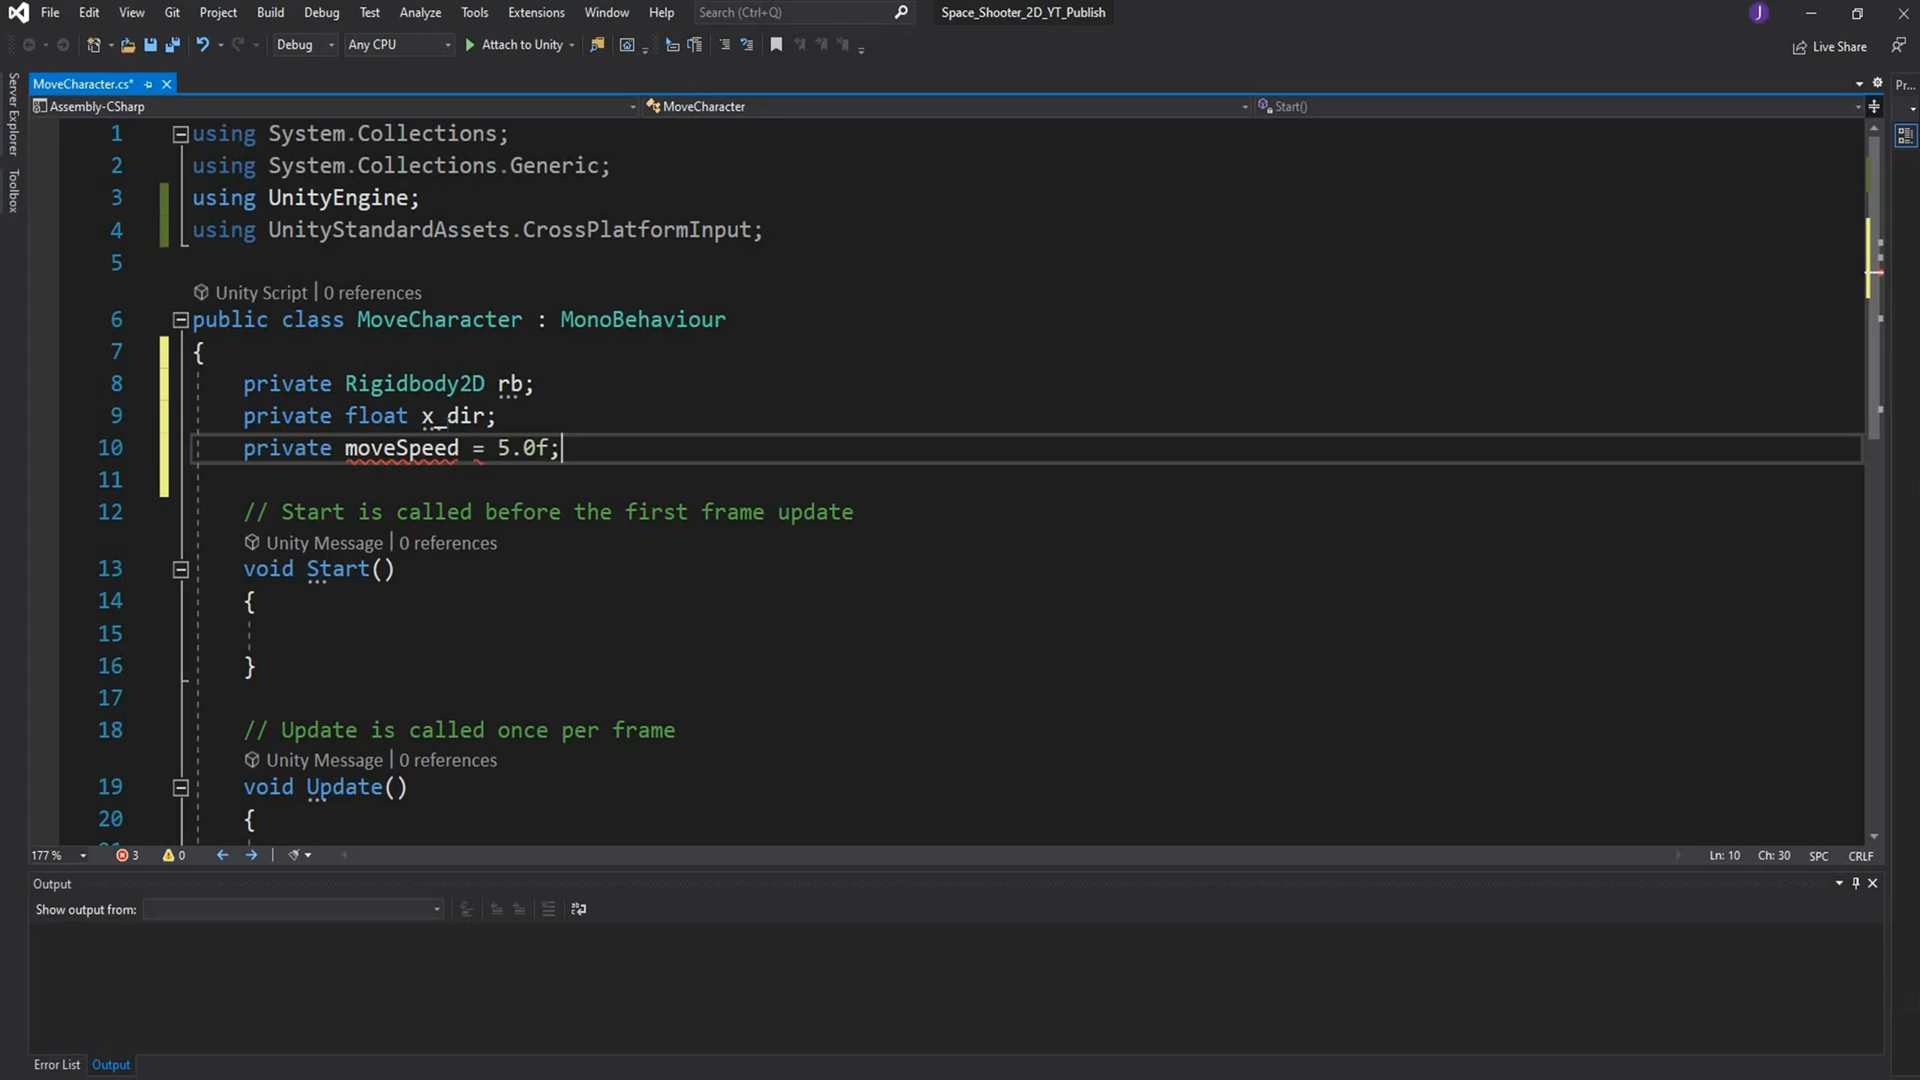 File Edit View Git Project Build Debug Test Analyze Tools Extensions Window Help Search (Ctrl+Q) Space_Shooter_2D_YT_Publish J
Debug Any CPU Attach to Unity Live Share
Server Explorer
Toolbox
MoveCharacter.cs*
Pr...
Assembly-CSharp MoveCharacter Start()
1 using System.Collections;
2 using System.Collections.Generic;
3 using UnityEngine;
4 using UnityStandardAssets.CrossPlatformInput;
5
Unity Script | 0 references
6 public class MoveCharacter : MonoBehaviour
7 {
8 private Rigidbody2D rb;
9 private float x_dir;
10 private moveSpeed = 5.0f;
11
12 // Start is called before the first frame update
Unity Message | 0 references
13 void Start()
14 {
15
16 }
17
18 // Update is called once per frame
Unity Message | 0 references
19 void Update()
20 {
177 % 3 0 Ln: 10 Ch: 30 SPC CRLF
Output
Show output from:
Error List Output